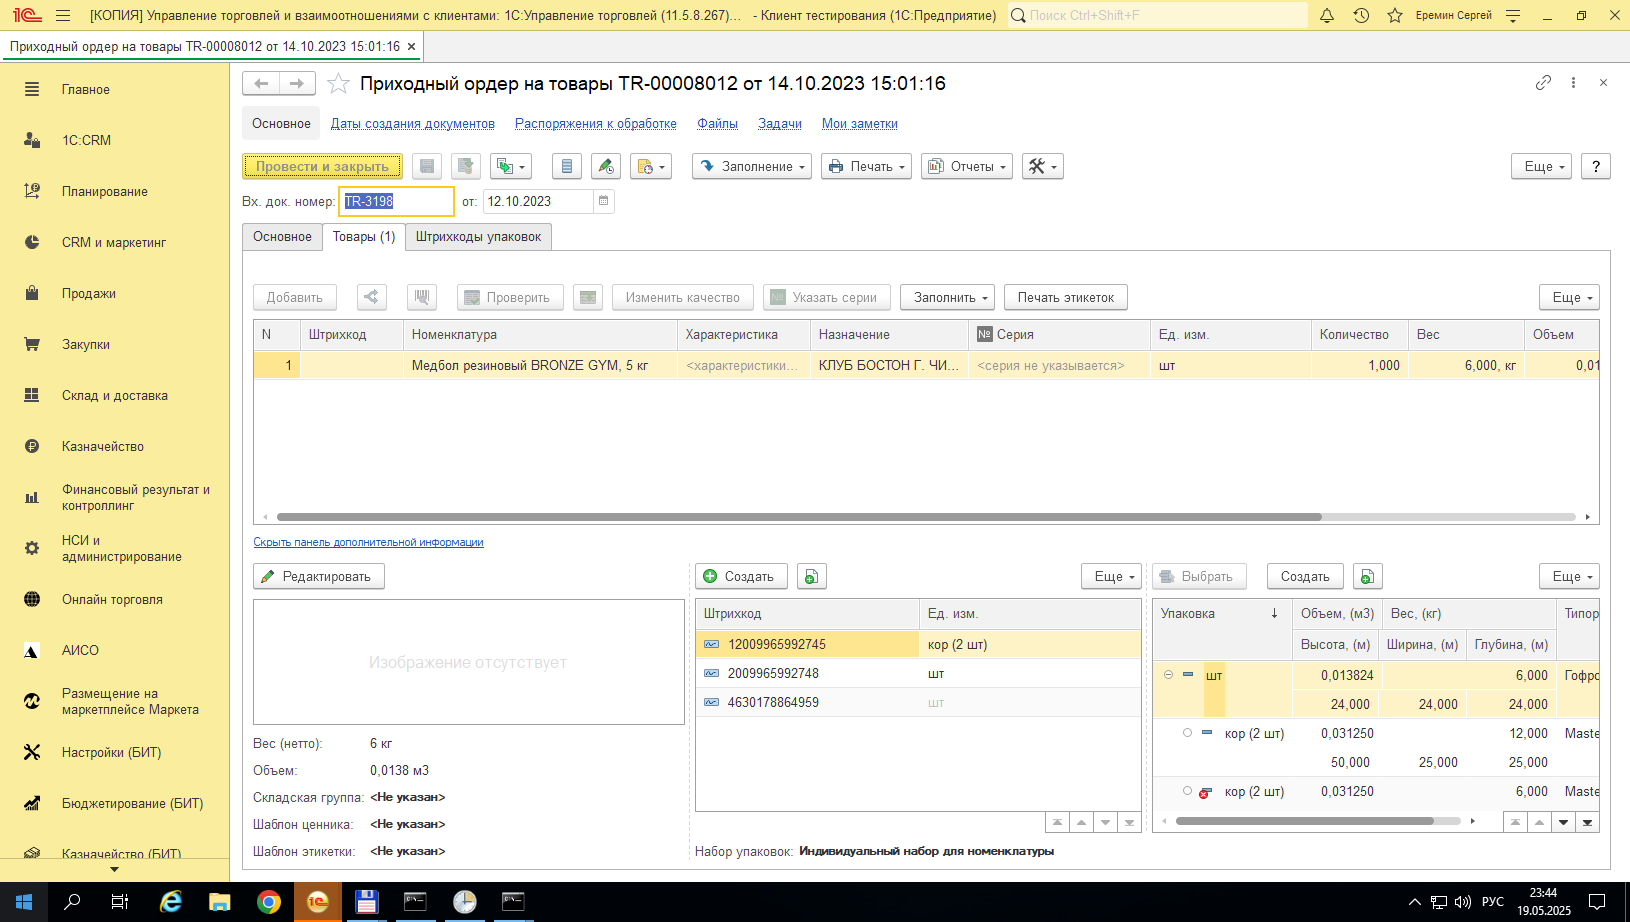 [КОПИЯ] Управление торговлей и взаимоотношениями с клиентами: 1С:Управление торговлей (11.5.8.267)... - Клиент тестирования (1С:Предприятие)
Поиск Ctrl+Shift+F
Еремин Сергей
Приходный ордер на товары TR-00008012 от 14.10.2023 15:01:16 ×
Главное
1С:CRM
Планирование
CRM и маркетинг
Продажи
Закупки
Склад и доставка
Казначейство
Финансовый результат и
контроллинг
НСИ и
администрирование
Онлайн торговля
АИСО
Размещение на
маркетплейсе Маркета
Настройки (БИТ)
Бюджетирование (БИТ)
Казначейство (БИТ)
Приходный ордер на товары TR-00008012 от 14.10.2023 15:01:16
Основное Даты создания документов Распоряжения к обработке Файлы Задачи Мои заметки
Провести и закрыть Заполнение Печать Отчеты Еще ?
Вх. док. номер: TR-3198 от: 12.10.2023
Основное Товары (1) Штрихкоды упаковок
Добавить Проверить Изменить качество № Указать серии Заполнить Печать этикеток Еще
N Штрихкод Номенклатура Характеристика Назначение № Серия Ед. изм. Количество Вес Объем
1 Медбол резиновый BRONZE GYM, 5 кг <характеристики... КЛУБ БОСТОН Г. ЧИ... <серия не указывается> шт 1,000 6,000, кг 0,01
Скрыть панель дополнительной информации
Редактировать
Изображение отсутствует
Вес (нетто): 6 кг
Объем: 0,0138 м3
Складская группа: <Не указан>
Шаблон ценника: <Не указан>
Шаблон этикетки: <Не указан>
Создать Еще
Штрихкод Ед. изм.
12009965992745 кор (2 шт)
2009965992748 шт
4630178864959 шт
Набор упаковок: Индивидуальный набор для номенклатуры
Выбрать Создать Еще
Упаковка ↓ Объем, (м3) Вес, (кг) Типор
Высота, (м) Ширина, (м) Глубина, (м)
шт 0,013824 6,000 Гофро
24,000 24,000 24,000
кор (2 шт) 0,031250 12,000 Maste
50,000 25,000 25,000
кор (2 шт) 0,031250 6,000 Maste
РУС
23:44
19.05.2025